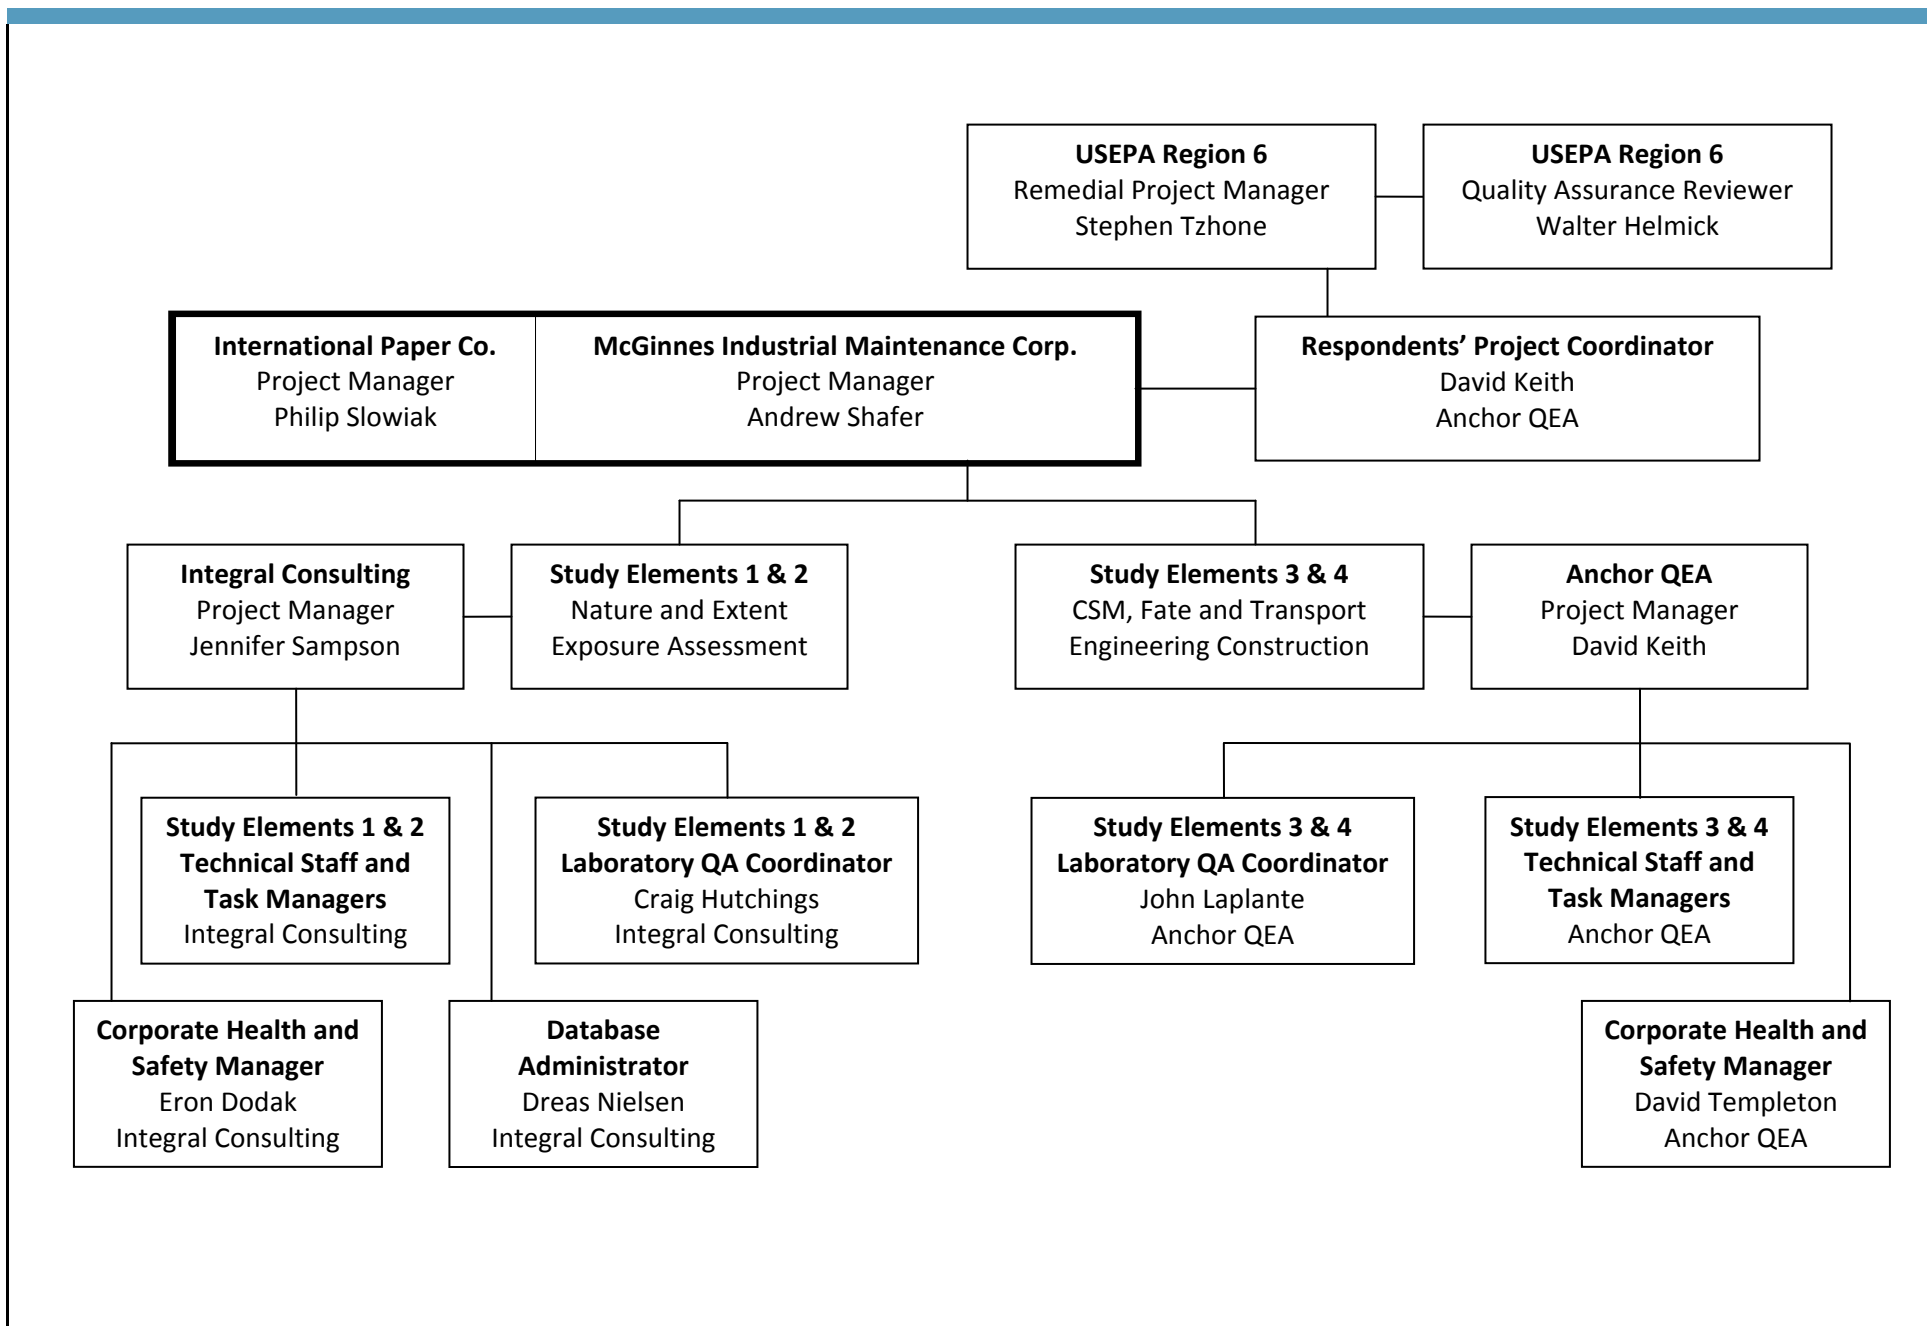 USEPA Region 6
Remedial Project Manager
Stephen Tzhone
USEPA Region 6
Quality Assurance Reviewer
Walter Helmick
International Paper Co.
Project Manager
Philip Slowiak
McGinnes Industrial Maintenance Corp.
Project Manager
Andrew Shafer
Respondents’ Project Coordinator
David Keith
Anchor QEA
Integral Consulting
Project Manager
Jennifer Sampson
Study Elements 1 & 2
Nature and Extent
Exposure Assessment
Study Elements 3 & 4
CSM, Fate and Transport
Engineering Construction
Anchor QEA
Project Manager
David Keith
Study Elements 1 & 2
Technical Staff and
Task Managers
Integral Consulting
Study Elements 1 & 2
Laboratory QA Coordinator
Craig Hutchings
Integral Consulting
Study Elements 3 & 4
Laboratory QA Coordinator
John Laplante
Anchor QEA
Study Elements 3 & 4
Technical Staff and
Task Managers
Anchor QEA
Corporate Health and
Safety Manager
Eron Dodak
Integral Consulting
Database
Administrator
Dreas Nielsen
Integral Consulting
Corporate Health and
Safety Manager
David Templeton
Anchor QEA